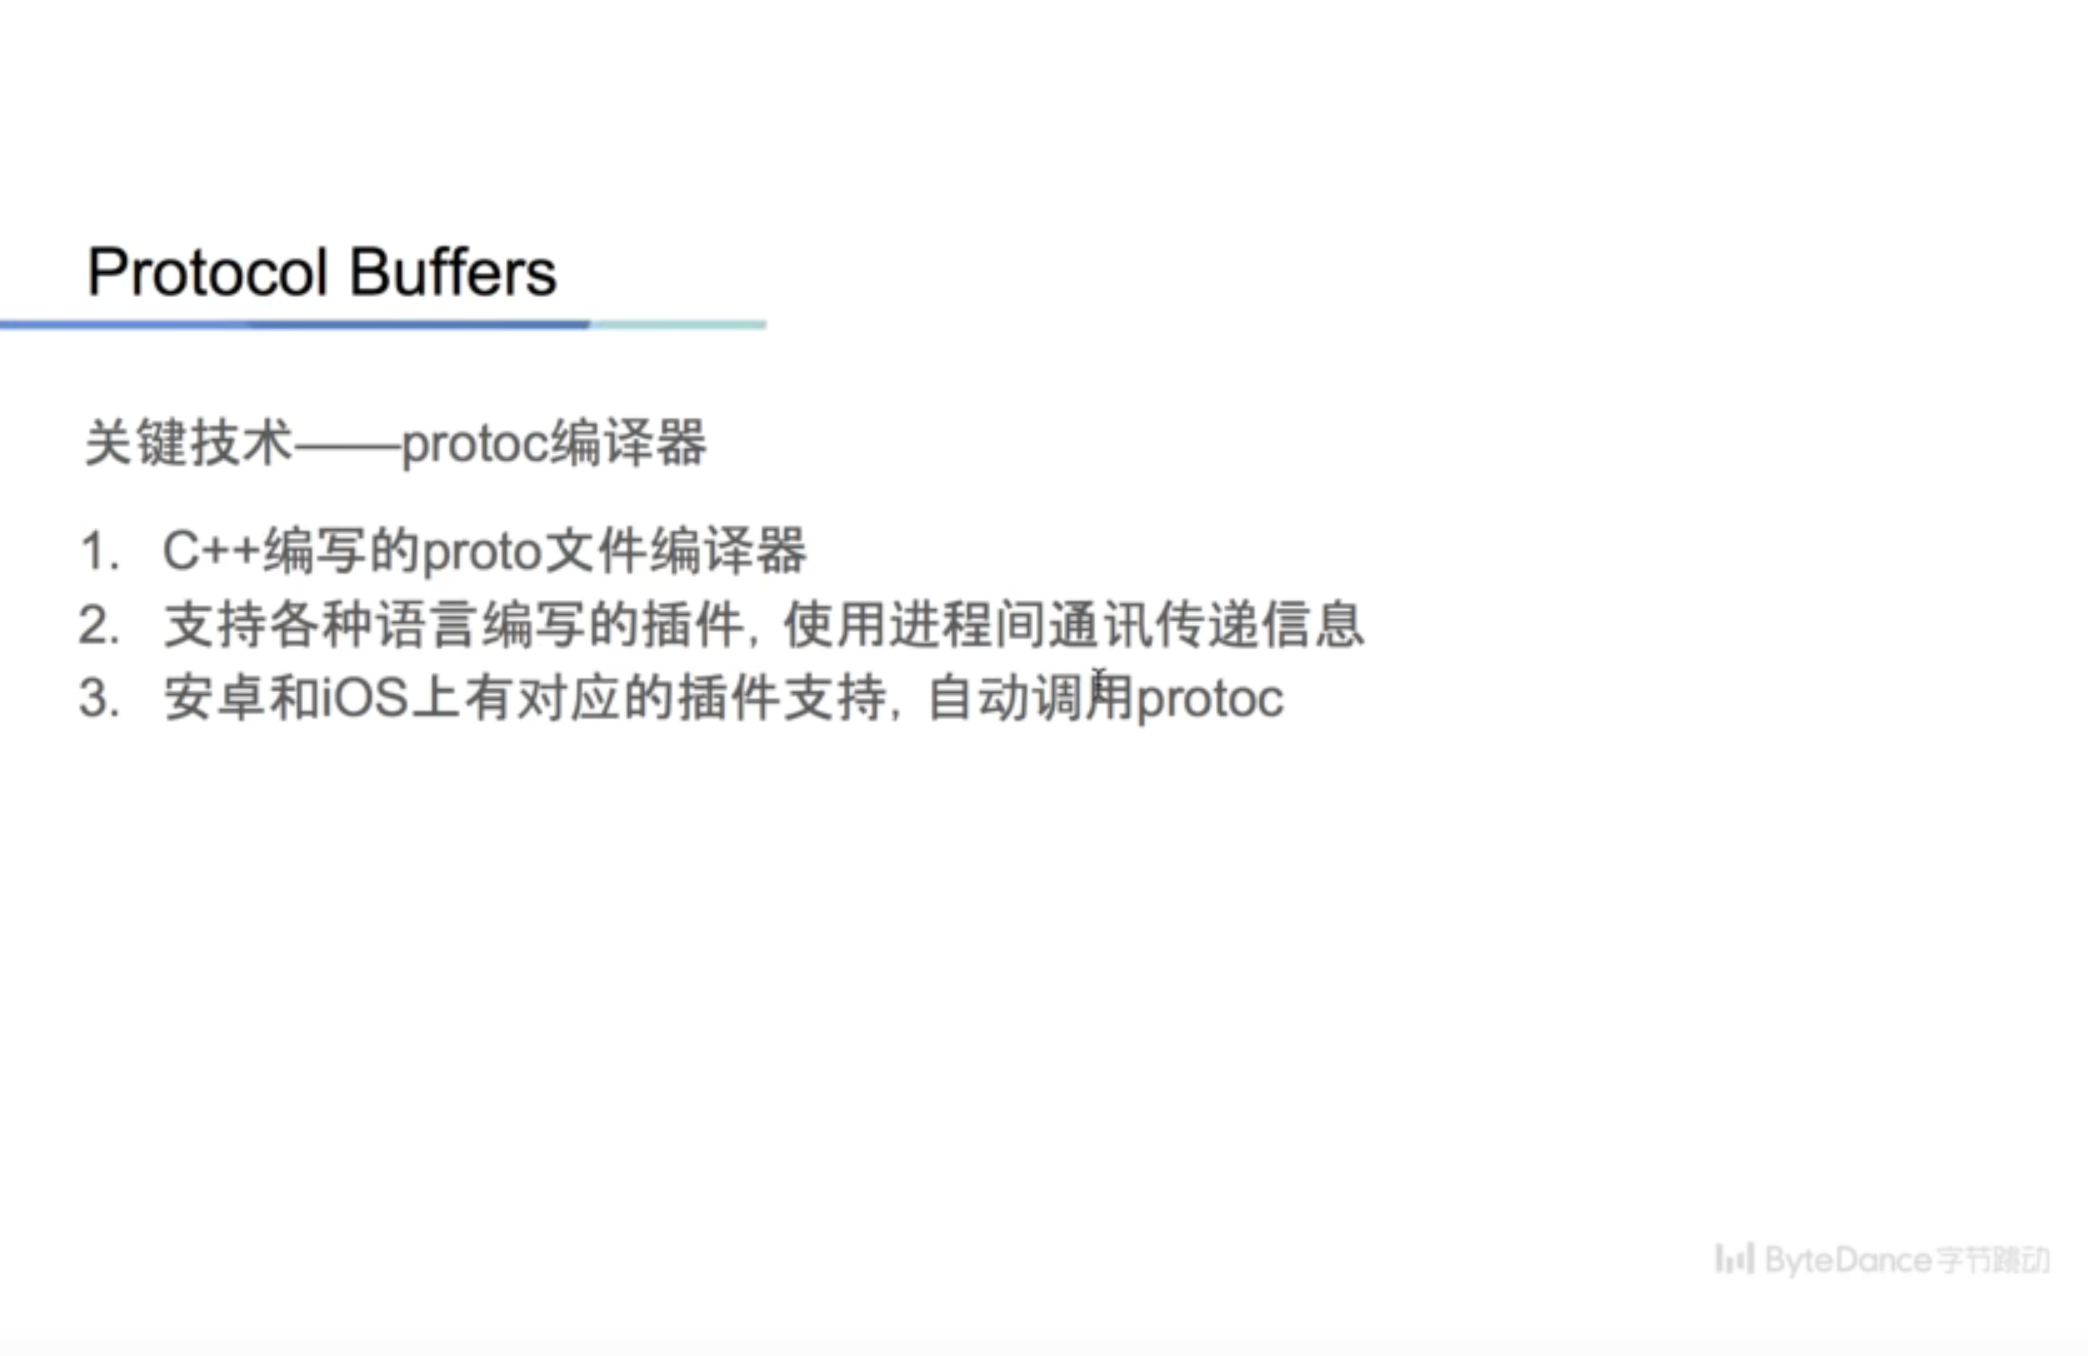 Protocol Buffers
关键技术——protoc编译器
1. C++编写的proto文件编译器
2. 支持各种语言编写的插件，使用进程间通讯传递信息
3. 安卓和iOS上有对应的插件支持，自动调用protoc
ByteDance字节跳动